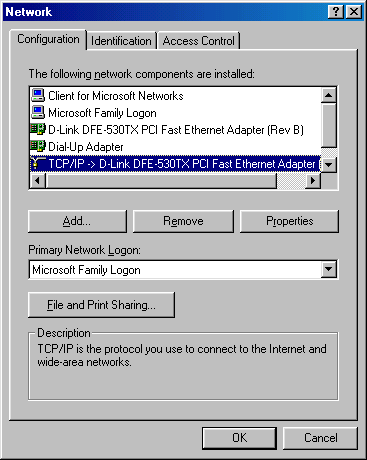 Network
Configuration Identification Access Control
The following network components are installed:
Client for Microsoft Networks
Microsoft Family Logon
D-Link DFE-530TX PCI Fast Ethernet Adapter (Rev B)
Dial-Up Adapter
TCP/IP -> D-Link DFE-530TX PCI Fast Ethernet Adapter
Add... Remove Properties
Primary Network Logon:
Microsoft Family Logon
File and Print Sharing...
Description
TCP/IP is the protocol you use to connect to the Internet and
wide-area networks.
OK Cancel